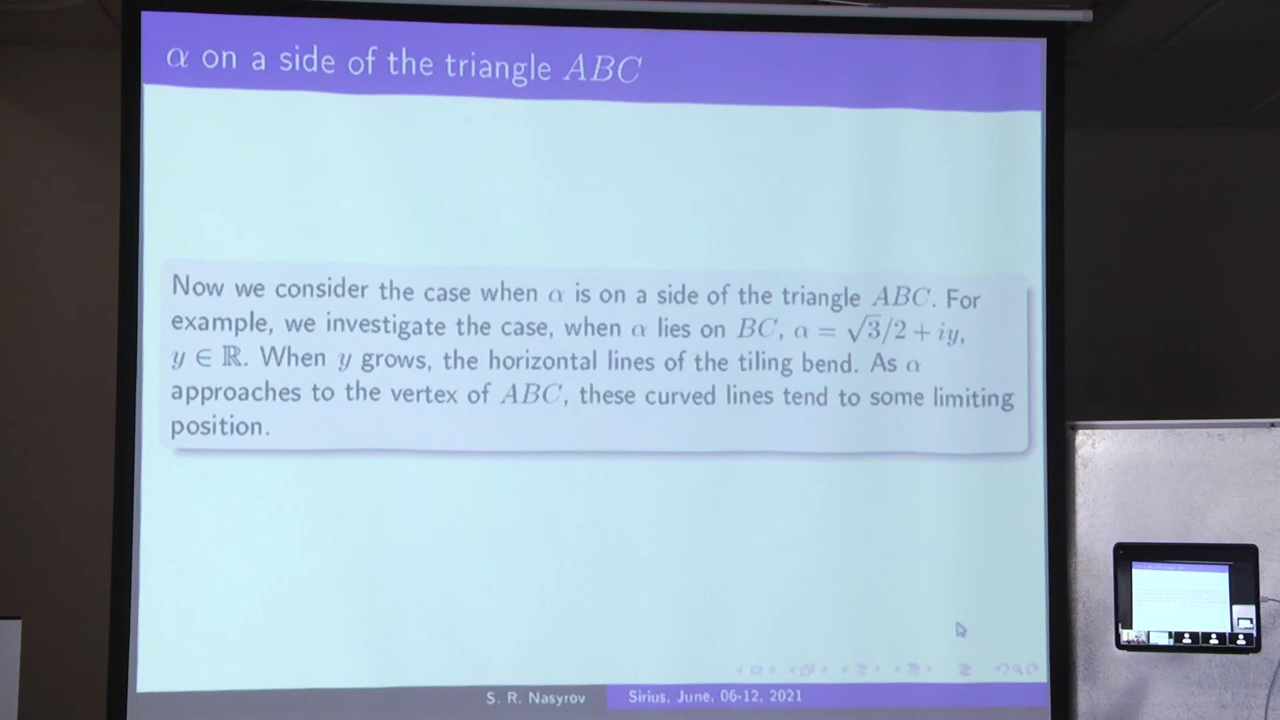 α on a side of the triangle ABC
Now we consider the case when α is on a side of the triangle ABC. For
example, we investigate the case, when α lies on BC, α = √3/2 + iy,
y ∈ ℝ. When y grows, the horizontal lines of the tiling bend. As α
approaches to the vertex of ABC, these curved lines tend to some limiting
position.
S. R. Nasyrov
Sirius, June, 06-12, 2021